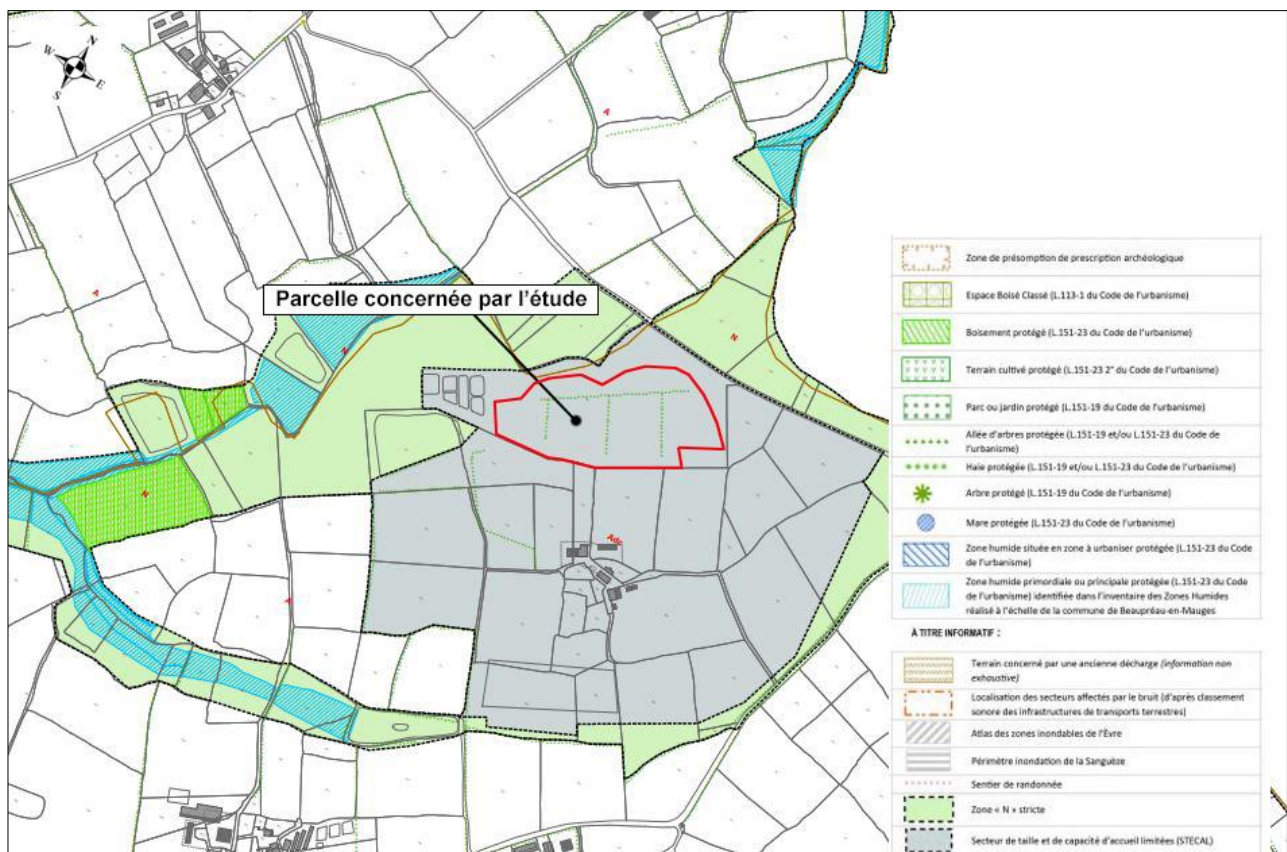 N
W
E
S
A
A
Parcelle concernée par l'étude
N
N
N
A
Adc
Zone de présomption de prescription archéologique
Espace Boisé Classé (L.113-1 du Code de l'urbanisme)
Boisement protégé (L.151-23 du Code de l'urbanisme)
Terrain cultivé protégé (L.151-23 2° du Code de l'urbanisme)
Parc ou jardin protégé (L.151-19 du Code de l'urbanisme)
Allée d'arbres protégée (L.151-19 et/ou L.151-23 du Code de
l'urbanisme)
Haie protégée (L.151-19 et/ou L.151-23 du Code de l'urbanisme)
Arbre protégé (L.151-19 du Code de l'urbanisme)
Mare protégée (L.151-23 du Code de l'urbanisme)
Zone humide située en zone à urbaniser protégée (L.151-23 du Code
de l'urbanisme)
Zone humide primordiale ou principale protégée (L.151-23 du Code
de l'urbanisme) identifiée dans l'inventaire des Zones Humides
réalisé à l'échelle de la commune de Beaupréau-en-Mauges
À TITRE INFORMATIF :
Terrain concerné par une ancienne décharge (information non
exhaustive)
Localisation des secteurs affectés par le bruit (d'après classement
sonore des infrastructures de transports terrestres)
Atlas des zones inondables de l'Èvre
Périmètre inondation de la Sanguèze
Sentier de randonnée
Zone « N » stricte
Secteur de taille et de capacité d'accueil limitées (STECAL)